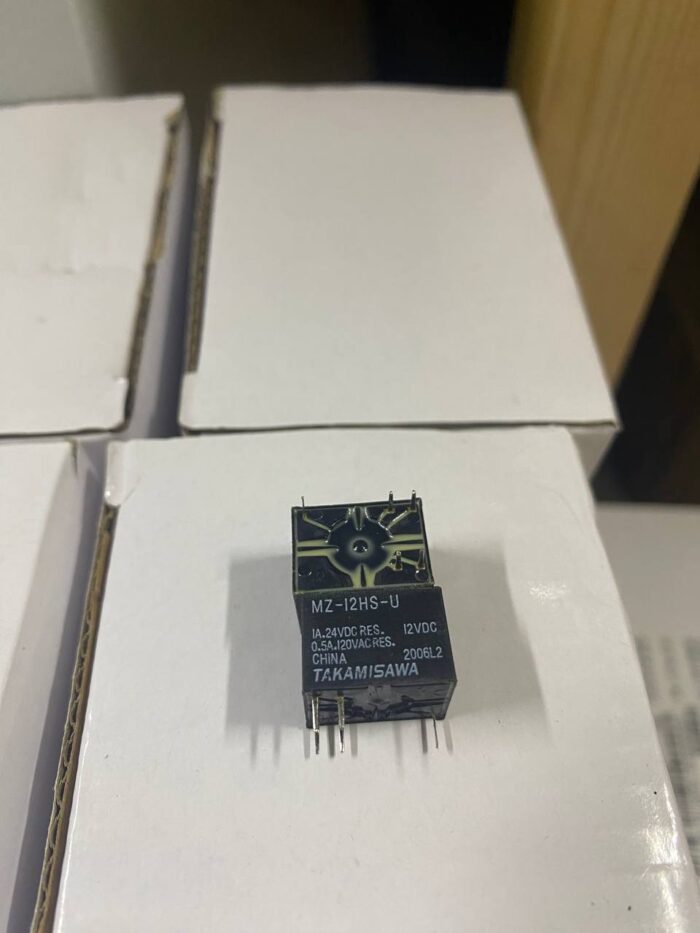 MZ-12HS-U
1A.24VDC RES. 12VDC
0.5A.120VAC RES.
CHINA 2006L2
TAKAMISAWA